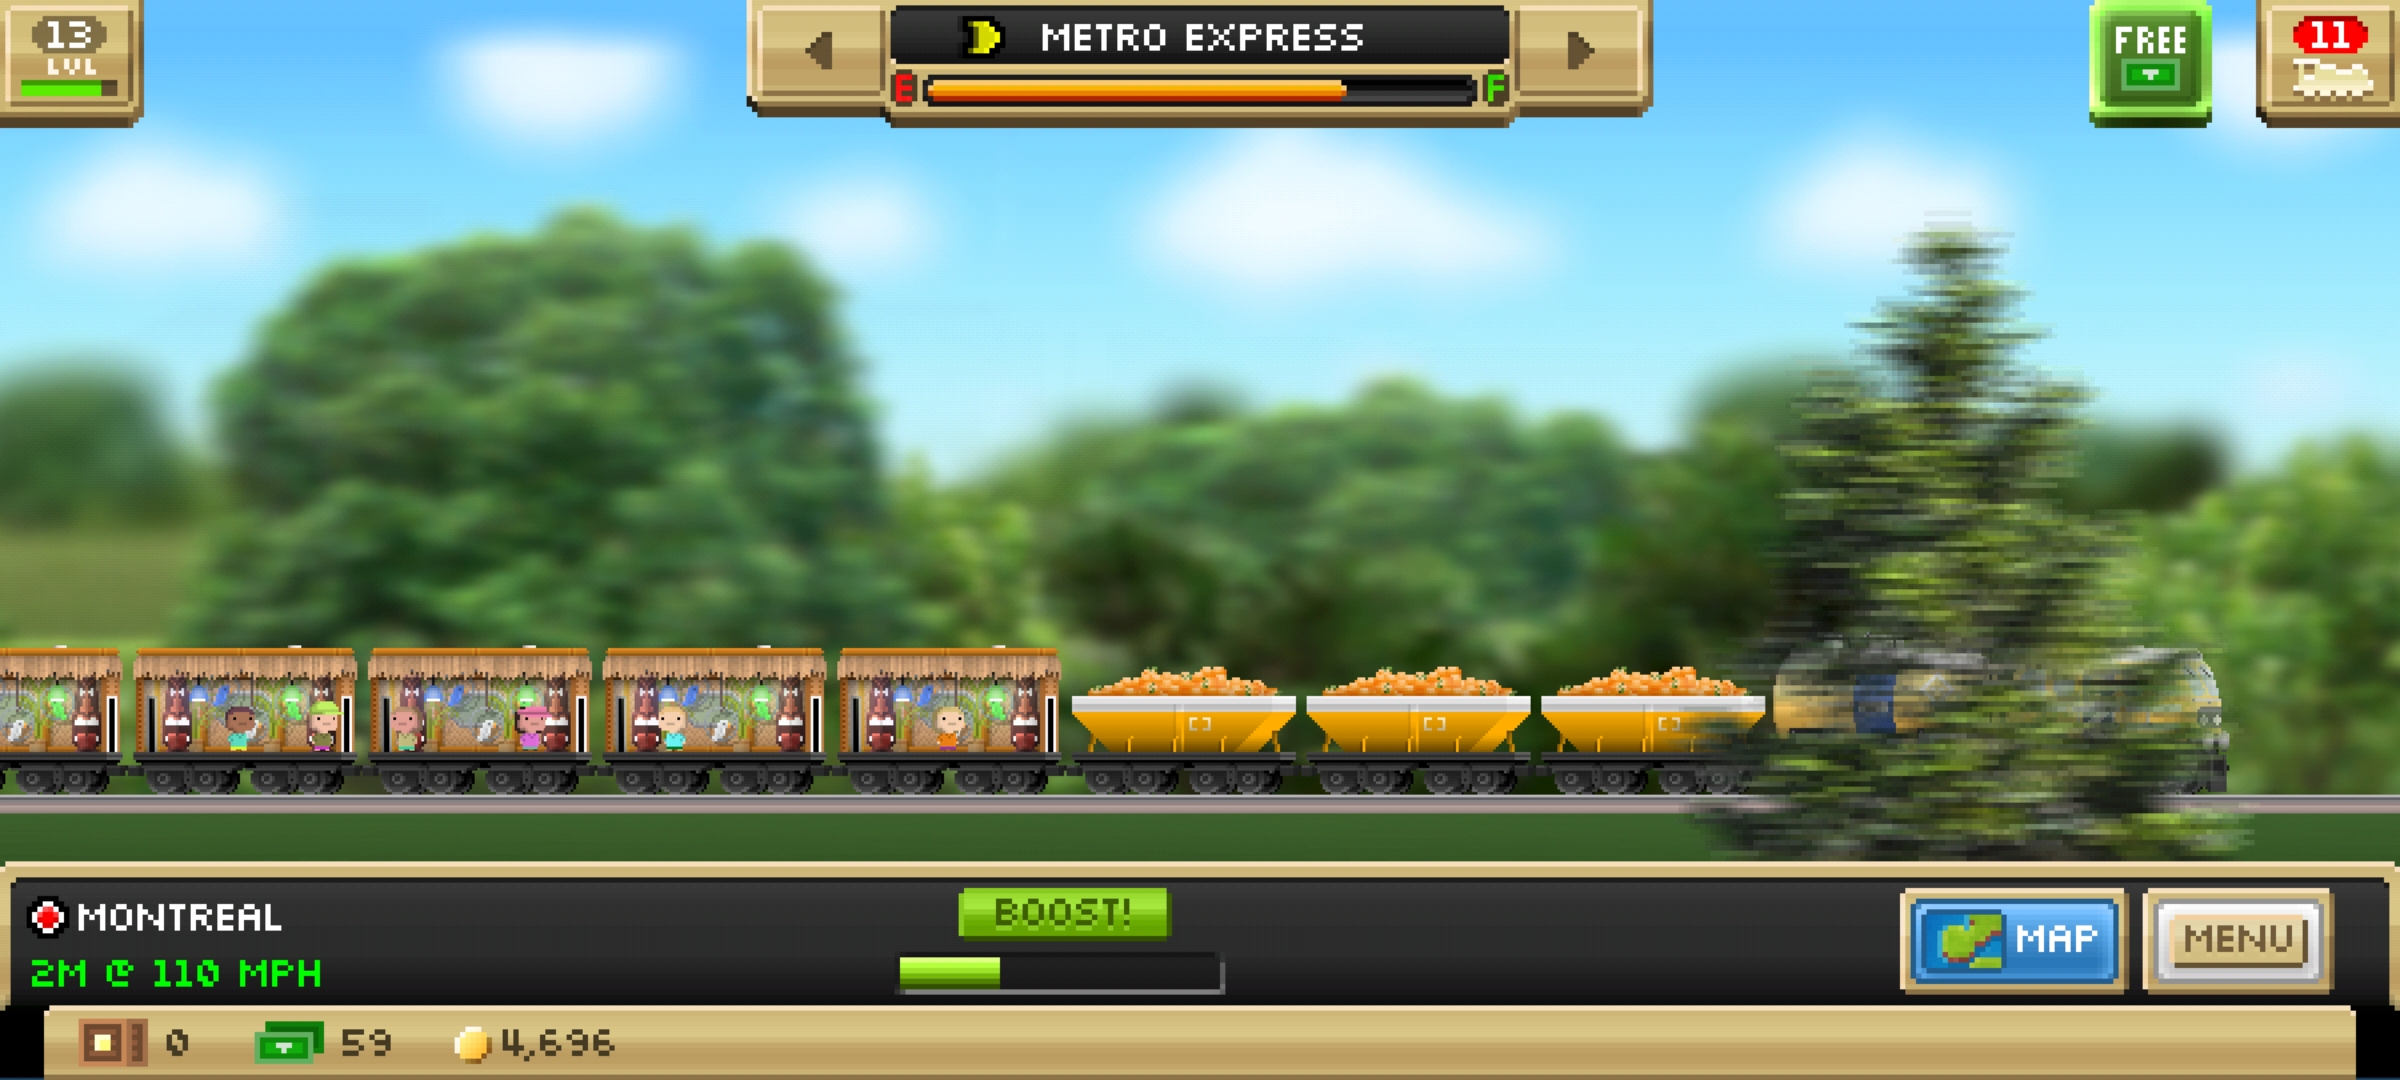 13
LVL
METRO EXPRESS
E
F
FREE
11
MONTREAL
2M @ 110 MPH
BOOST!
MAP
MENU
0
59
4,696